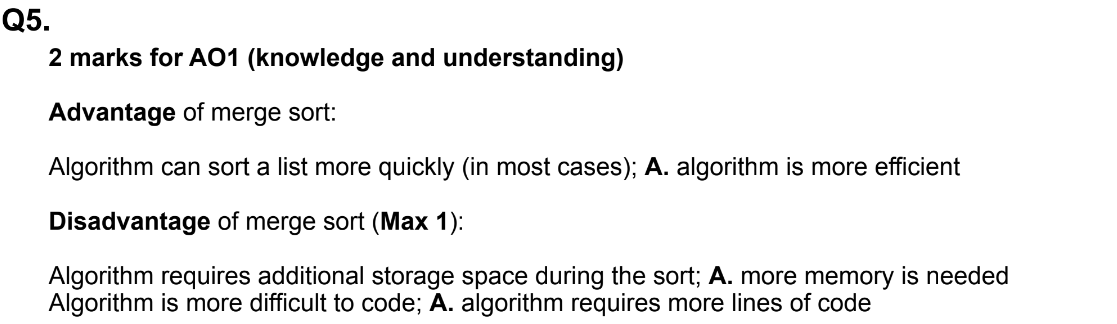 Q5.
2 marks for AO1 (knowledge and understanding)
Advantage of merge sort:
Algorithm can sort a list more quickly (in most cases); A. algorithm is more efficient
Disadvantage of merge sort (Max 1):
Algorithm requires additional storage space during the sort; A. more memory is needed
Algorithm is more difficult to code; A. algorithm requires more lines of code